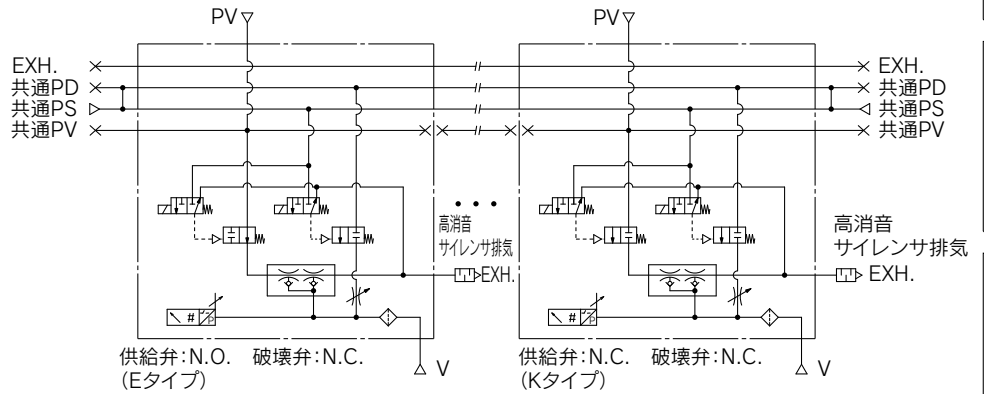 PV
PV
EXH.
共通PD
共通PS
共通PV
EXH.
共通PD
共通PS
共通PV
高消音
サイレンサ排気
EXH.
高消音
サイレンサ排気
EXH.
# P
# P
供給弁:N.O. 破壊弁:N.C.
(Eタイプ)
V
供給弁:N.C. 破壊弁:N.C.
(Kタイプ)
V